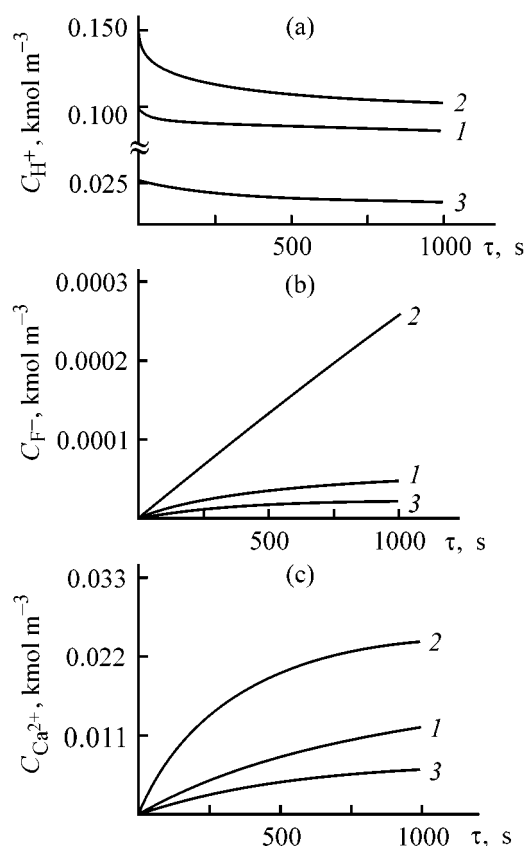 (a)
C_H⁺, kmol m⁻³
0.150
0.100
0.025
2
1
3
500
1000 τ, s
(b)
C_F⁻, kmol m⁻³
0.0003
0.0002
0.0001
2
1
3
500
1000 τ, s
(c)
C_Ca²⁺, kmol m⁻³
0.033
0.022
0.011
2
1
3
500
1000 τ, s